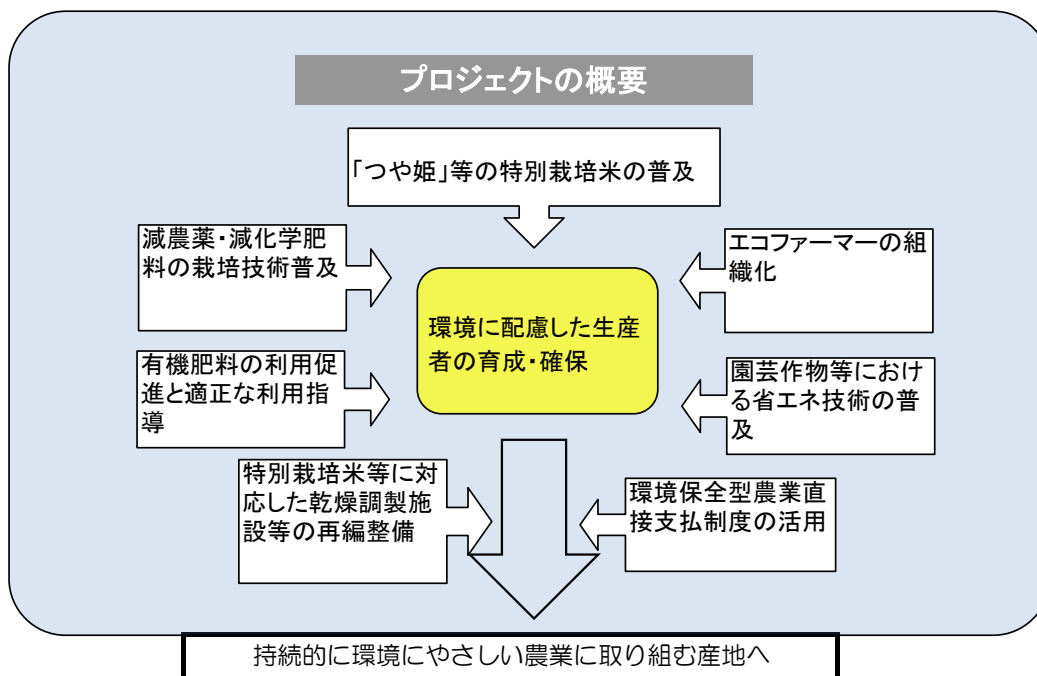 プロジェクトの概要
「つや姫」等の特別栽培米の普及
減農薬・減化学肥
料の栽培技術普及
エコファーマーの組
織化
環境に配慮した生産
者の育成・確保
有機肥料の利用促
進と適正な利用指
導
園芸作物等におけ
る省エネ技術の普
及
特別栽培米等に対
応した乾燥調製施
設等の再編整備
環境保全型農業直
接支払制度の活用
持続的に環境にやさしい農業に取り組む産地へ